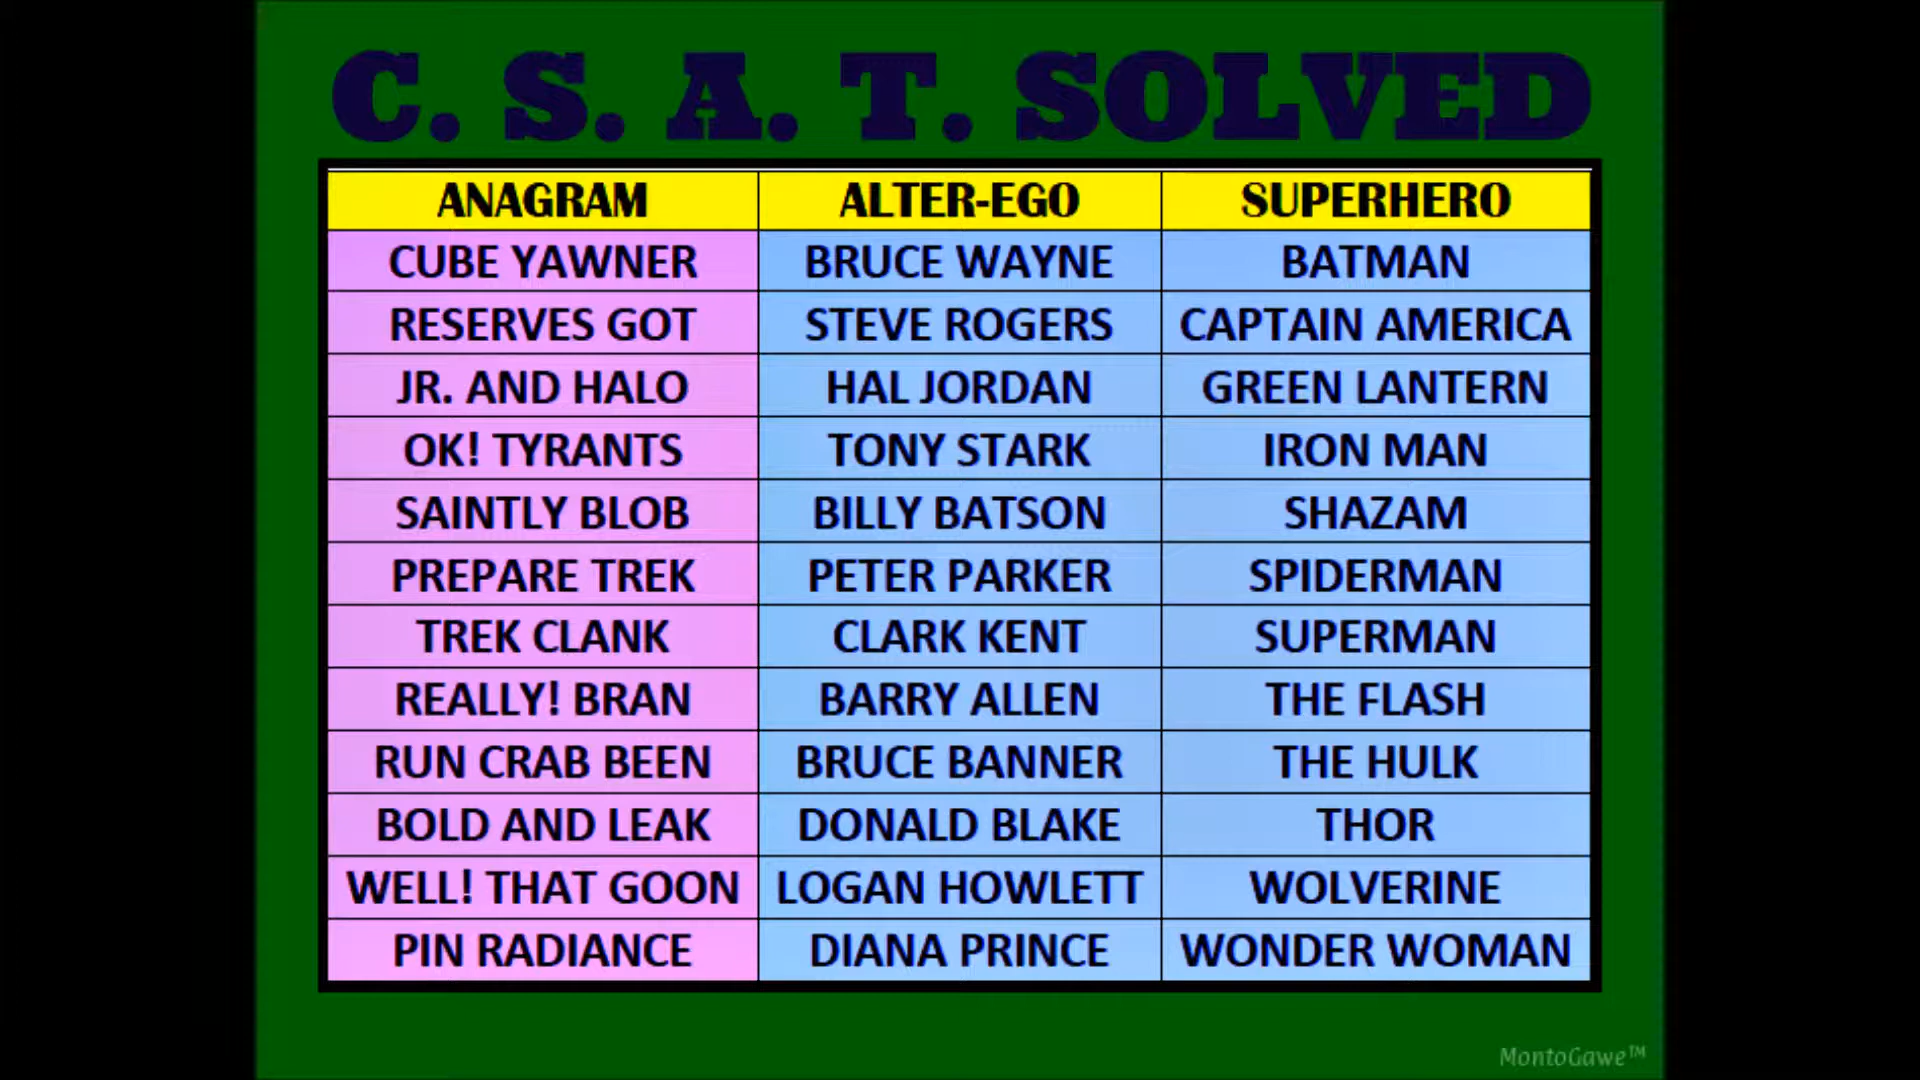 C. S. A. T. SOLVED
ANAGRAM ALTER-EGO SUPERHERO
CUBE YAWNER BRUCE WAYNE BATMAN
RESERVES GOT STEVE ROGERS CAPTAIN AMERICA
JR. AND HALO HAL JORDAN GREEN LANTERN
OK! TYRANTS TONY STARK IRON MAN
SAINTLY BLOB BILLY BATSON SHAZAM
PREPARE TREK PETER PARKER SPIDERMAN
TREK CLANK CLARK KENT SUPERMAN
REALLY! BRAN BARRY ALLEN THE FLASH
RUN CRAB BEEN BRUCE BANNER THE HULK
BOLD AND LEAK DONALD BLAKE THOR
WELL! THAT GOON LOGAN HOWLETT WOLVERINE
PIN RADIANCE DIANA PRINCE WONDER WOMAN
MontoGawe™